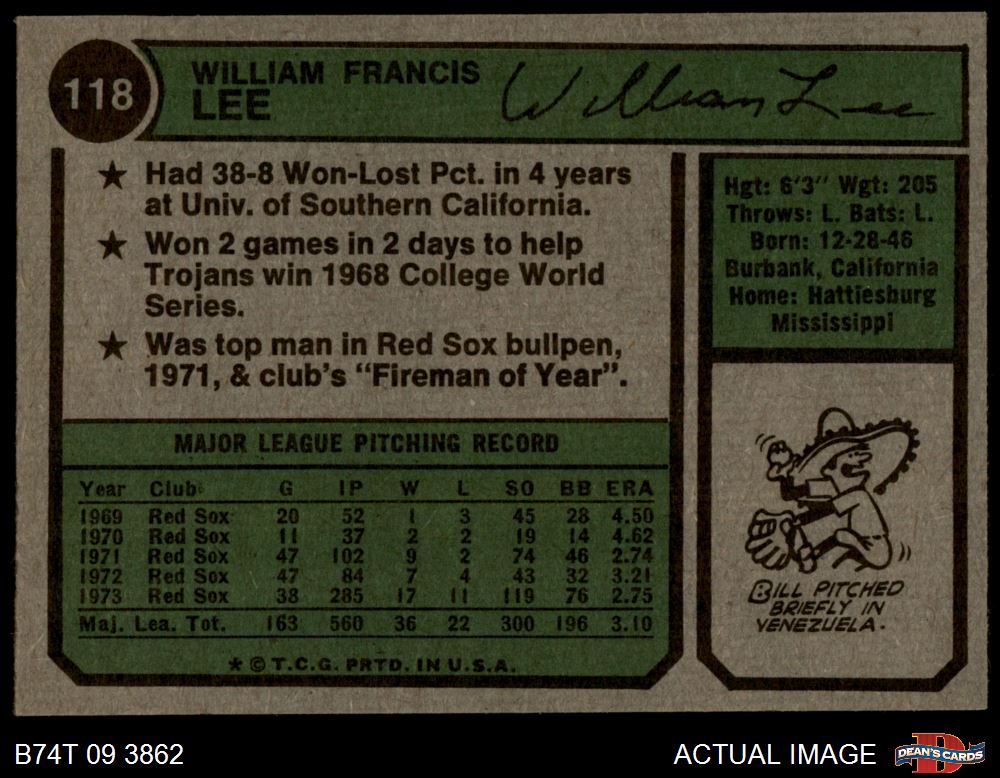 118
WILLIAM FRANCIS
LEE
William Lee
★ Had 38-8 Won-Lost Pct. in 4 years
at Univ. of Southern California.
★ Won 2 games in 2 days to help
Trojans win 1968 College World
Series.
★ Was top man in Red Sox bullpen,
1971, & club's "Fireman of Year".
Hgt: 6'3" Wgt: 205
Throws: L. Bats: L.
Born: 12-28-46
Burbank, California
Home: Hattiesburg
Mississippi
MAJOR LEAGUE PITCHING RECORD
Year Club G IP W L SO BB ERA
1969 Red Sox 20 52 1 3 45 28 4.50
1970 Red Sox 11 37 2 2 19 14 4.62
1971 Red Sox 47 102 9 2 74 46 2.74
1972 Red Sox 47 84 7 4 43 32 3.21
1973 Red Sox 38 285 17 11 119 76 2.75
Maj. Lea. Tot. 163 560 36 22 300 196 3.10
★ © T.C.G. PRTD. IN U.S.A.
BILL PITCHED
BRIEFLY IN
VENEZUELA.
B74T 09 3862
ACTUAL IMAGE
DEAN'S CARDS